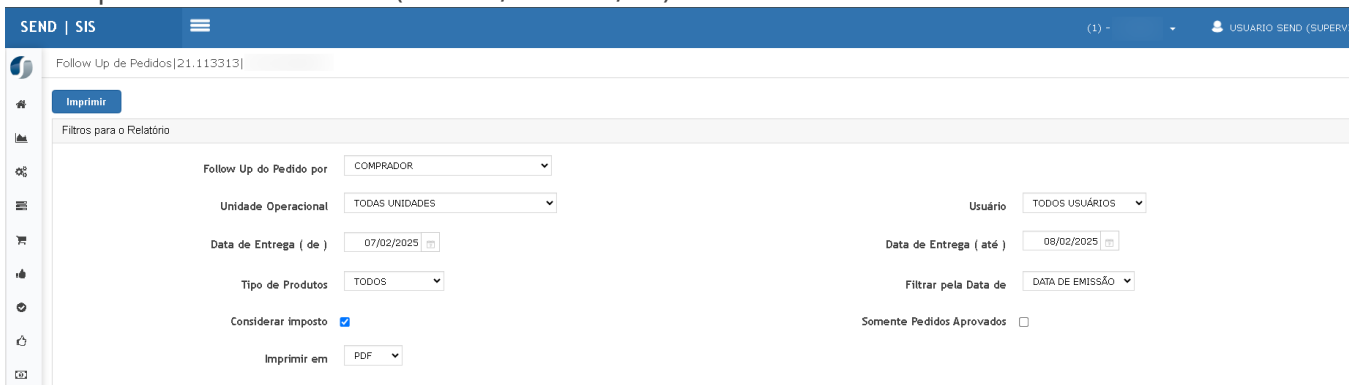 SEND | SIS
(1) -
USUARIO SEND (SUPERV
Follow Up de Pedidos|21.113313|
Imprimir
Filtros para o Relatório
Follow Up do Pedido por COMPRADOR
Unidade Operacional TODAS UNIDADES Usuário TODOS USUÁRIOS
Data de Entrega ( de ) 07/02/2025 Data de Entrega ( até ) 08/02/2025
Tipo de Produtos TODOS Filtrar pela Data de DATA DE EMISSÃO
Considerar imposto Somente Pedidos Aprovados
Imprimir em PDF